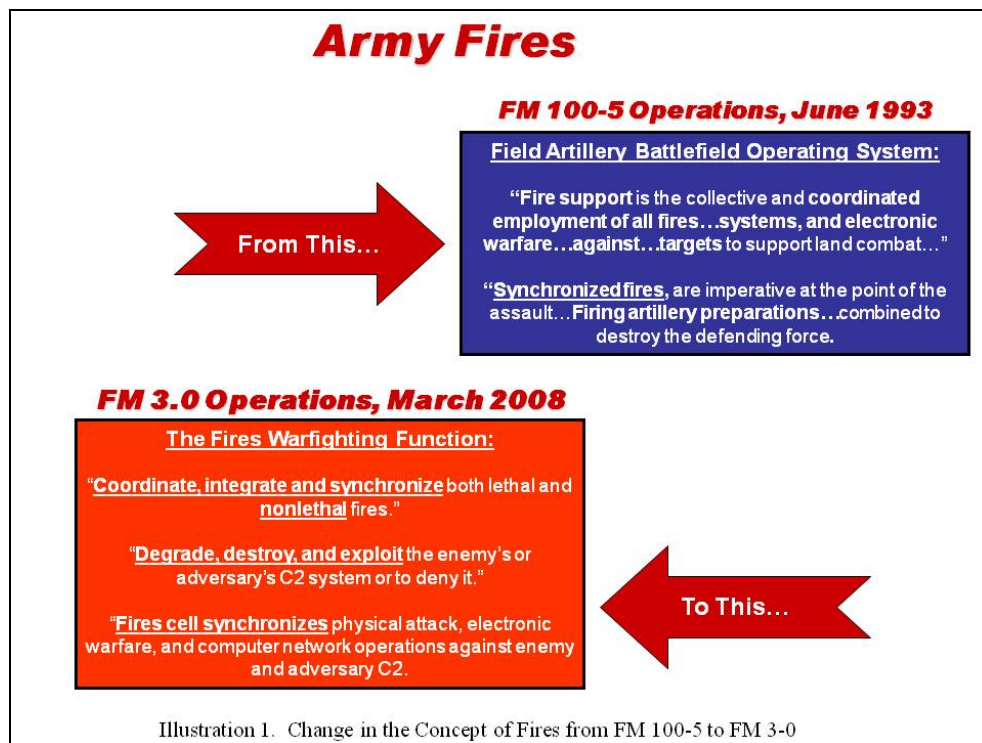 Army Fires
FM 100-5 Operations, June 1993
Field Artillery Battlefield Operating System:
“Fire support is the collective and coordinated
employment of all fires…systems, and electronic
warfare…against…targets to support land combat…”
“Synchronized fires, are imperative at the point of the
assault…Firing artillery preparations…combined to
destroy the defending force.
From This…
FM 3.0 Operations, March 2008
The Fires Warfighting Function:
“Coordinate, integrate and synchronize both lethal and
nonlethal fires.”
“Degrade, destroy, and exploit the enemy’s or
adversary’s C2 system or to deny it.”
“Fires cell synchronizes physical attack, electronic
warfare, and computer network operations against enemy
and adversary C2.
To This…
Illustration 1. Change in the Concept of Fires from FM 100-5 to FM 3-0